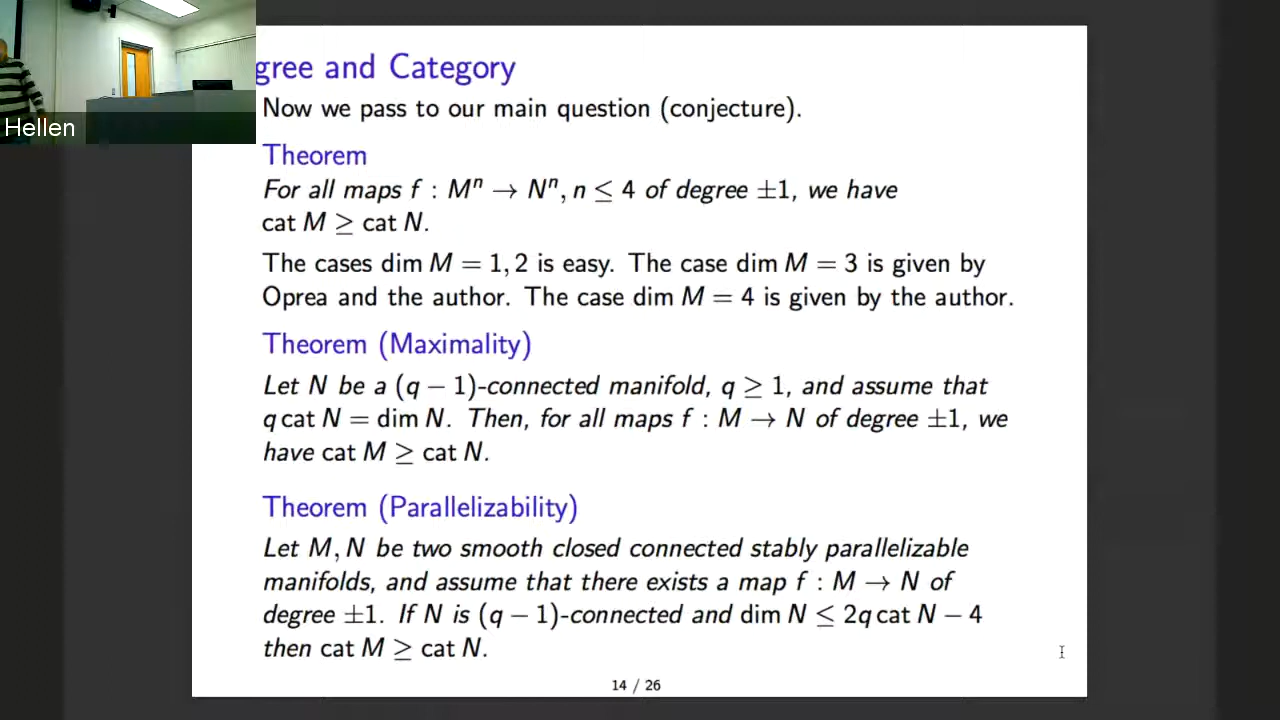 gree and Category
Now we pass to our main question (conjecture).
Hellen
Theorem
For all maps f : Mⁿ → Nⁿ, n ≤ 4 of degree ±1, we have
cat M ≥ cat N.
The cases dim M = 1, 2 is easy. The case dim M = 3 is given by
Oprea and the author. The case dim M = 4 is given by the author.
Theorem (Maximality)
Let N be a (q − 1)-connected manifold, q ≥ 1, and assume that
q cat N = dim N. Then, for all maps f : M → N of degree ±1, we
have cat M ≥ cat N.
Theorem (Parallelizability)
Let M, N be two smooth closed connected stably parallelizable
manifolds, and assume that there exists a map f : M → N of
degree ±1. If N is (q − 1)-connected and dim N ≤ 2q cat N − 4
then cat M ≥ cat N.
14 / 26